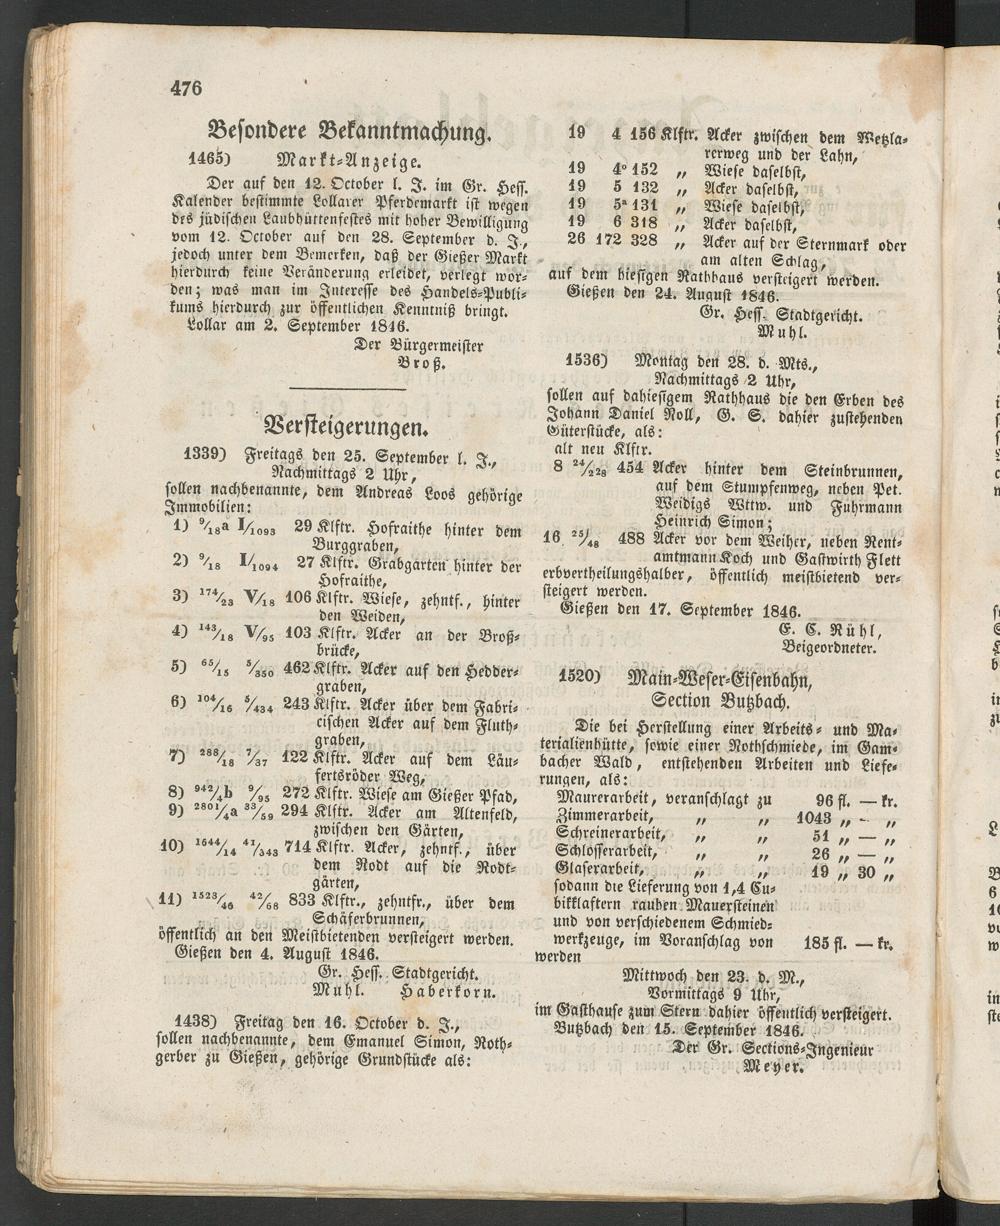 476
Besondere Bekanntmachung.
1465) Markt-Anzeige.
Der auf den 12. October l. J. im Gr. Hess.
Kalender bestimmte Lollarer Pferdemarkt ist wegen
des jüdischen Laubhüttenfestes mit hoher Bewilligung
vom 12. October auf den 28. September d. J.,
jedoch unter dem Bemerken, daß der Gießer Markt
hierdurch keine Veränderung erleidet, verlegt wor-
den; was man im Interesse des Handels-Publi-
kums hierdurch zur öffentlichen Kenntniß bringt.
Lollar am 2. September 1846.
Der Bürgermeister
Broß.
Versteigerungen.
1339) Freitags den 25. September l. J.,
Nachmittags 2 Uhr,
sollen nachbenannte, dem Andreas Loos gehörige
Immobilien:
1) 9/18a I/1093 29 Klftr. Hofraithe hinter dem
Burggraben,
2) 9/18 I/1094 27 Klftr. Grabgarten hinter der
Hofraithe,
3) 174/23 V/18 106 Klftr. Wiese, zehntf., hinter
den Weiden,
4) 143/18 V/95 103 Klftr. Acker an der Broß-
brücke,
5) 65/15 5/350 462 Klftr. Acker auf den Hedder-
graben,
6) 104/16 5/434 243 Klftr. Acker über dem Fabri-
cischen Acker auf dem Fluth-
graben,
7) 288/18 7/37 122 Klftr. Acker auf dem Läu-
fertsröder Weg,
8) 942/4b 9/95 272 Klftr. Wiese am Gießer Pfad,
9) 2801/4a 33/59 294 Klftr. Acker am Altenfeld,
zwischen den Gärten,
10) 1644/14 41/343 714 Klftr. Acker, zehntf., über
dem Rodt auf die Rodt-
gärten,
11) 1523/46 42/68 833 Klftr., zehntfr., über dem
Schäferbrunnen,
öffentlich an den Meistbietenden versteigert werden.
Gießen den 4. August 1846.
Gr. Hess. Stadtgericht.
Muhl. Haberkorn.
1438) Freitag den 16. October d. J.,
sollen nachbenannte, dem Emanuel Simon, Roth-
gerber zu Gießen, gehörige Grundstücke als:
19 4 156 Klftr. Acker zwischen dem Wetzla-
rerweg und der Lahn,
19 4c 152 „ Wiese daselbst,
19 5 132 „ Acker daselbst,
19 5a 131 „ Wiese daselbst,
19 6 318 „ Acker daselbst,
26 172 328 „ Acker auf der Sternmark oder
am alten Schlag,
auf dem hiesigen Rathhaus versteigert werden.
Gießen den 24. August 1846.
Gr. Hess. Stadtgericht.
Muhl.
1536) Montag den 28. d. Mts.,
Nachmittags 2 Uhr,
sollen auf dahiesigem Rathhaus die den Erben des
Johann Daniel Noll, G. S. dahier zustehenden
Güterstücke, als:
alt neu Klftr.
8 24/228 454 Acker hinter dem Steinbrunnen,
auf dem Stumpfenweg, neben Pet.
Weidigs Wttw. und Fuhrmann
Heinrich Simon;
16 25/48 488 Acker vor dem Weiher, neben Rent-
amtmann Koch und Gastwirth Flett
erbvertheilungshalber, öffentlich meistbietend ver-
steigert werden.
Gießen den 17. September 1846.
E. C. Rühl,
Beigeordneter.
1520) Main-Weser-Eisenbahn,
Section Butzbach.
Die bei Herstellung einer Arbeits- und Ma-
terialienhütte, sowie einer Nothschmiede, im Gam-
bacher Wald, entstehenden Arbeiten und Liefe-
rungen, als:
Maurerarbeit, veranschlagt zu 96 fl. — kr.
Zimmerarbeit, „ „ 1043 „ — „
Schreinerarbeit, „ „ 51 „ — „
Schlosserarbeit, „ „ 26 „ — „
Glaserarbeit, „ „ 19 „ 30 „
sodann die Lieferung von 1,4 Cu-
bikklaftern rauhen Mauersteinen
und von verschiedenem Schmied-
werkzeuge, im Voranschlag von 185 fl. — kr.
werden
Mittwoch den 23. d. M.,
Vormittags 9 Uhr,
im Gasthause zum Stern dahier öffentlich versteigert.
Butzbach den 15. September 1846.
Der Gr. Sections-Ingenieur
Meyer.